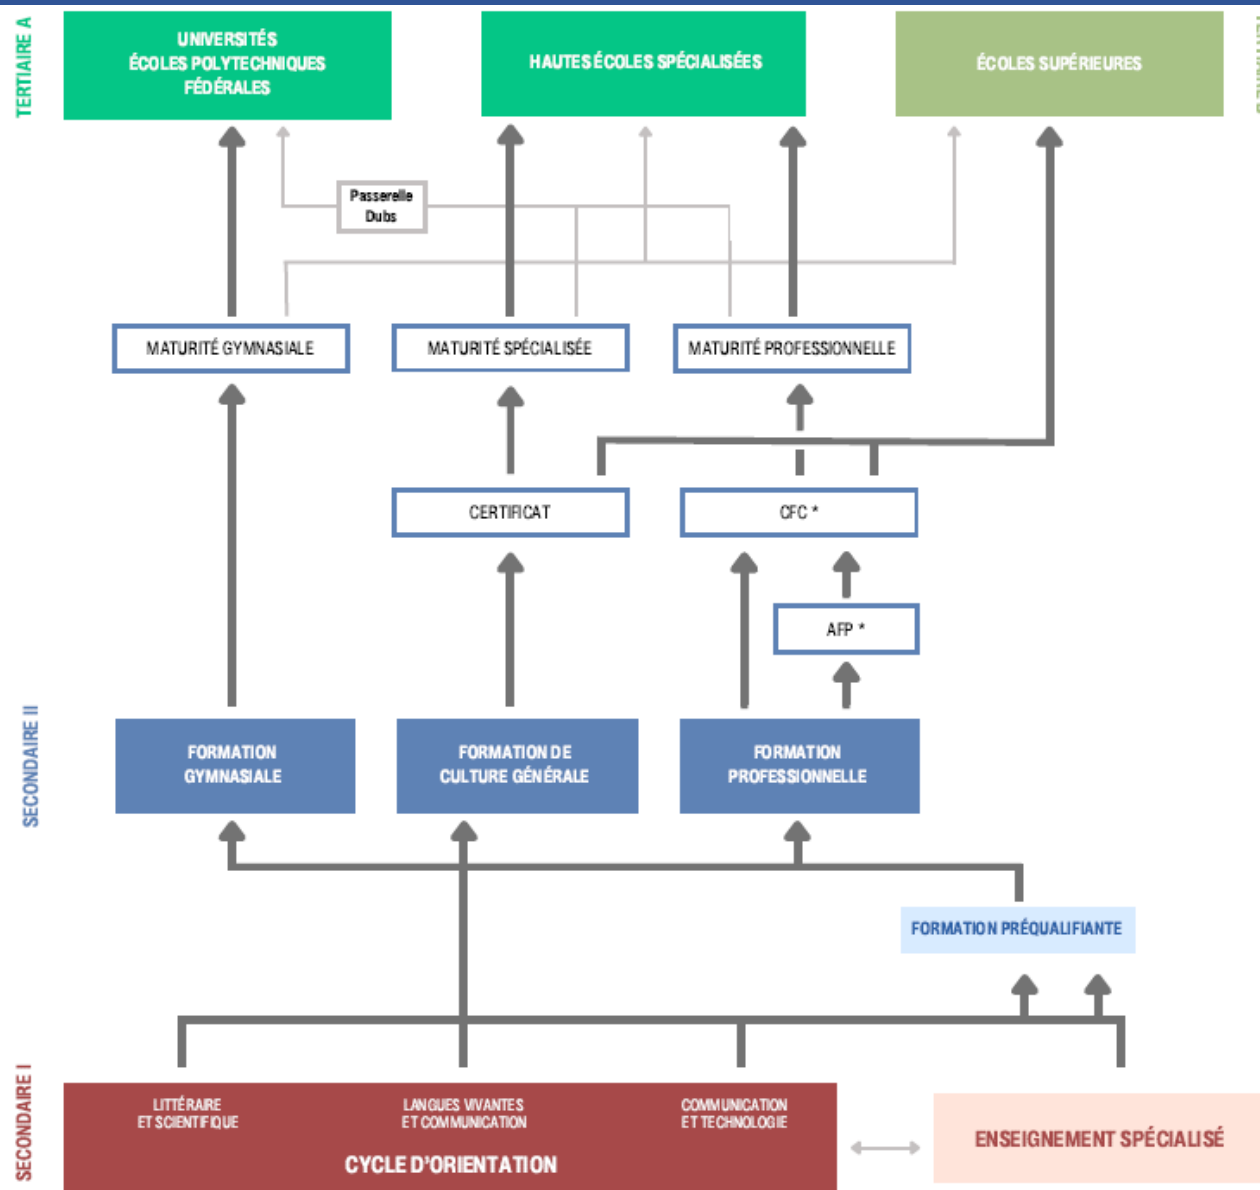 TERTIAIRE A
UNIVERSITÉS
ÉCOLES POLYTECHNIQUES
FÉDÉRALES
HAUTES ÉCOLES SPÉCIALISÉES
ÉCOLES SUPÉRIEURES
Passerelle
Dubs
MATURITÉ GYMNASIALE
MATURITÉ SPÉCIALISÉE
MATURITÉ PROFESSIONNELLE
CERTIFICAT
CFC *
AFP *
SECONDAIRE II
FORMATION
GYMNASIALE
FORMATION DE
CULTURE GÉNÉRALE
FORMATION
PROFESSIONNELLE
FORMATION PRÉQUALIFIANTE
SECONDAIRE I
LITTÉRAIRE
ET SCIENTIFIQUE
LANGUES VIVANTES
ET COMMUNICATION
COMMUNICATION
ET TECHNOLOGIE
CYCLE D'ORIENTATION
ENSEIGNEMENT SPÉCIALISÉ